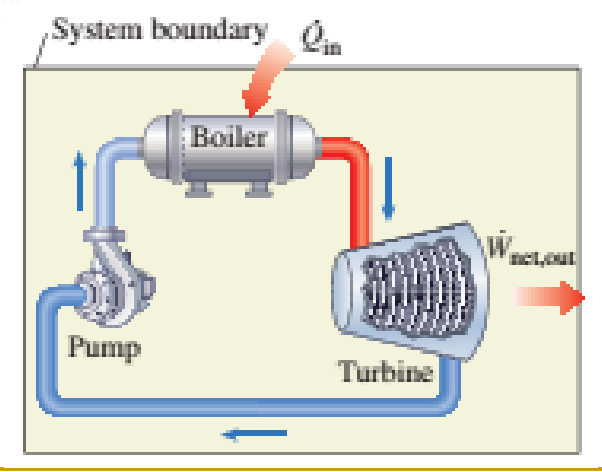 System boundary
Q̇in
Boiler
Ẇnet,out
Pump
Turbine